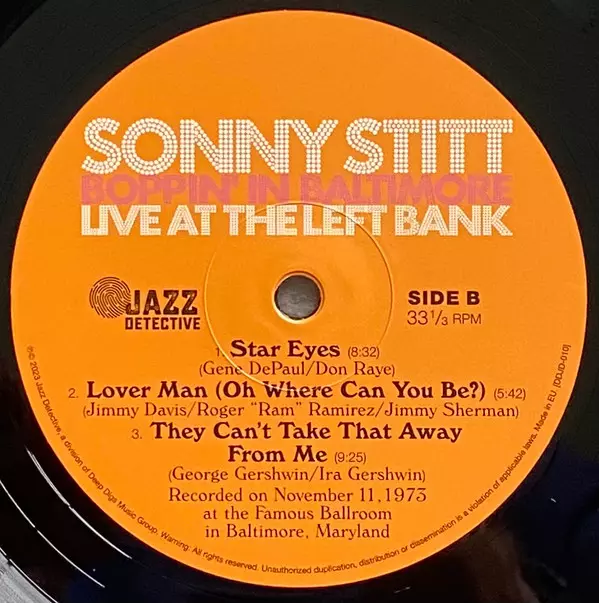 SONNY STITT
BOPPIN' IN BALTIMORE
LIVE AT THE LEFT BANK
JAZZ
DETECTIVE
SIDE B
33 1/3 RPM
1. Star Eyes (8:32)
(Gene DePaul/Don Raye)
2. Lover Man (Oh Where Can You Be?) (5:42)
(Jimmy Davis/Roger "Ram" Ramirez/Jimmy Sherman)
3. They Can't Take That Away
From Me (9:25)
(George Gershwin/Ira Gershwin)
Recorded on November 11, 1973
at the Famous Ballroom
in Baltimore, Maryland
℗© 2023 Jazz Detective, a division of Deep Digs Music Group. Warning: All rights reserved. Unauthorized duplication, distribution or dissemination is a violation of applicable laws. Made in EU [DDJD-010]